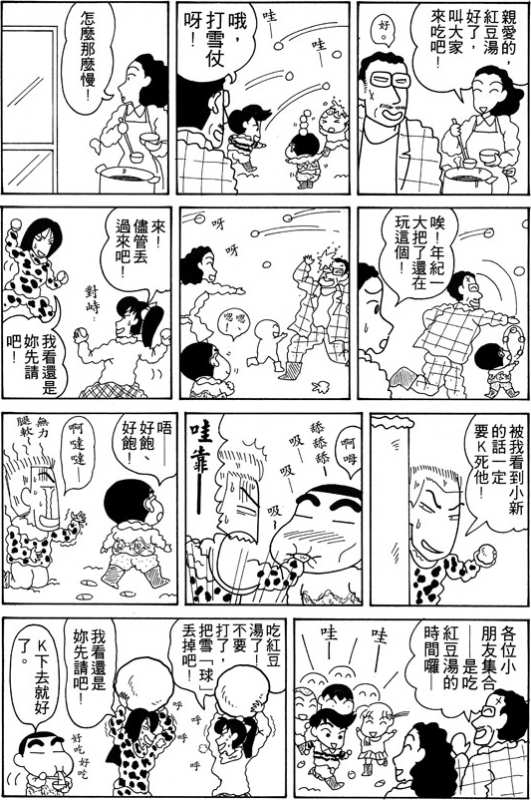 親愛的，
紅豆湯
好了，
叫大家
來吃吧！
好。
哦，
打雪仗
呀！
哇—
哇—
怎麼那麼慢！
唉！年紀一
大把了還在
玩這個！
呀
呀
嗯！
嗯！
來！
儘管丟
過來吧！
對峙…
我看還是
妳先請
吧！
被我看到小新
的話一定
要K死他！
啊呣
舔舔舔—
吸—
吸—
哇靠—
唔—
好飽、
好飽！
啊噠噠—
無力
腿軟
各位小
朋友集合
—是吃
紅豆湯的
時間囉—
吃紅豆
湯了！
不要
打了，
把雪「球」
丟掉吧！
呼
呼
呼
我看還是
妳先請吧！
K下去就好
了。
好吃
好吃